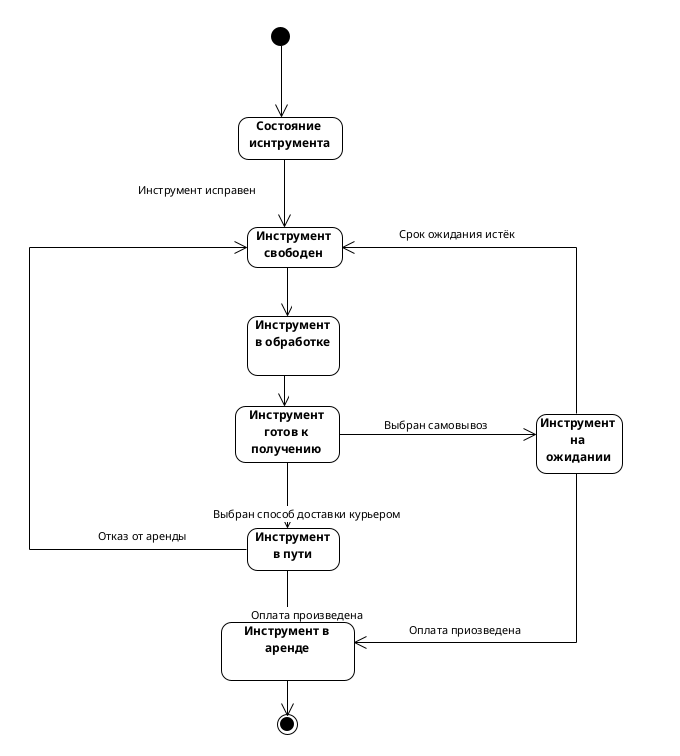 Состояние
иснтрумента
Инструмент исправен
Инструмент
свободен
Срок ожидания истёк
Инструмент
в обработке
Инструмент
готов к
получению
Выбран самовывоз
Инструмент
на
ожидании
Выбран способ доставки курьером
Отказ от аренды
Инструмент
в пути
Оплата произведена
Инструмент в
аренде
Оплата приозведена